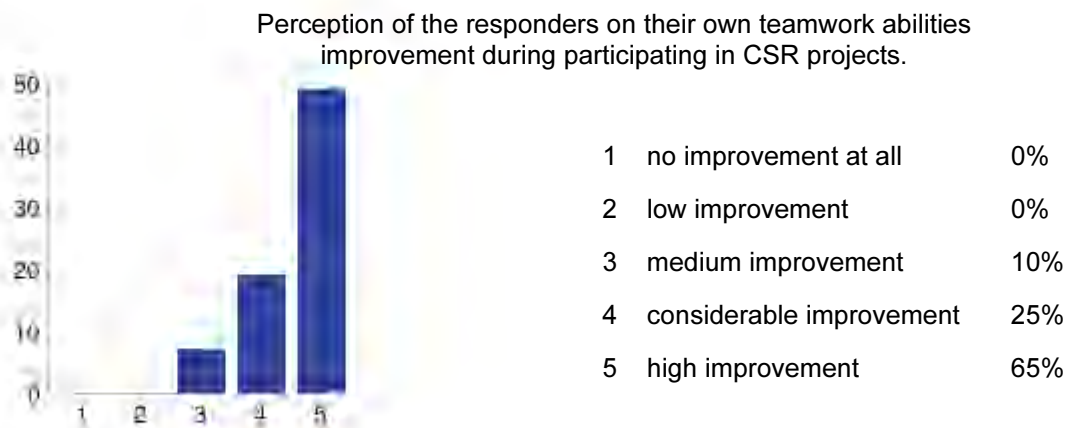 Perception of the responders on their own teamwork abilities
improvement during participating in CSR projects.
50
40
30
20
10
0
1 2 3 4 5
1 no improvement at all 0%
2 low improvement 0%
3 medium improvement 10%
4 considerable improvement 25%
5 high improvement 65%